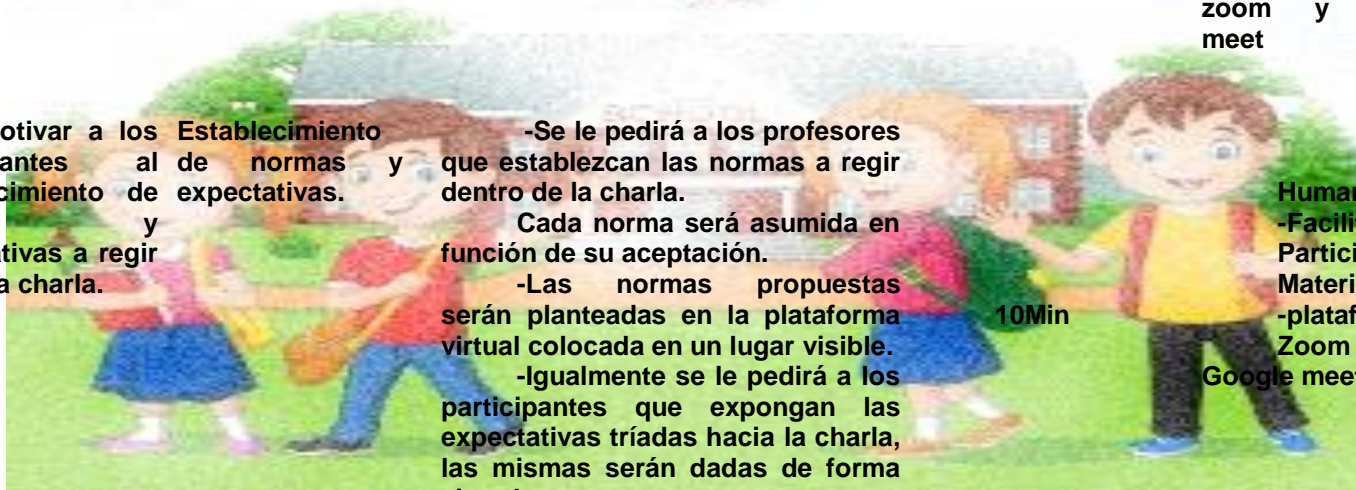 zoom y
meet
otivar a los
antes al
cimiento de
y
ativas a regir
a charla.
Establecimiento
de normas y
expectativas.
-Se le pedirá a los profesores
que establezcan las normas a regir
dentro de la charla.
Cada norma será asumida en
función de su aceptación.
-Las normas propuestas
serán planteadas en la plataforma
virtual colocada en un lugar visible.
-Igualmente se le pedirá a los
participantes que expongan las
expectativas tríadas hacia la charla,
las mismas serán dadas de forma
10Min
Human
-Facili
Partici
Materi
-plataf
Zoom
Google meet